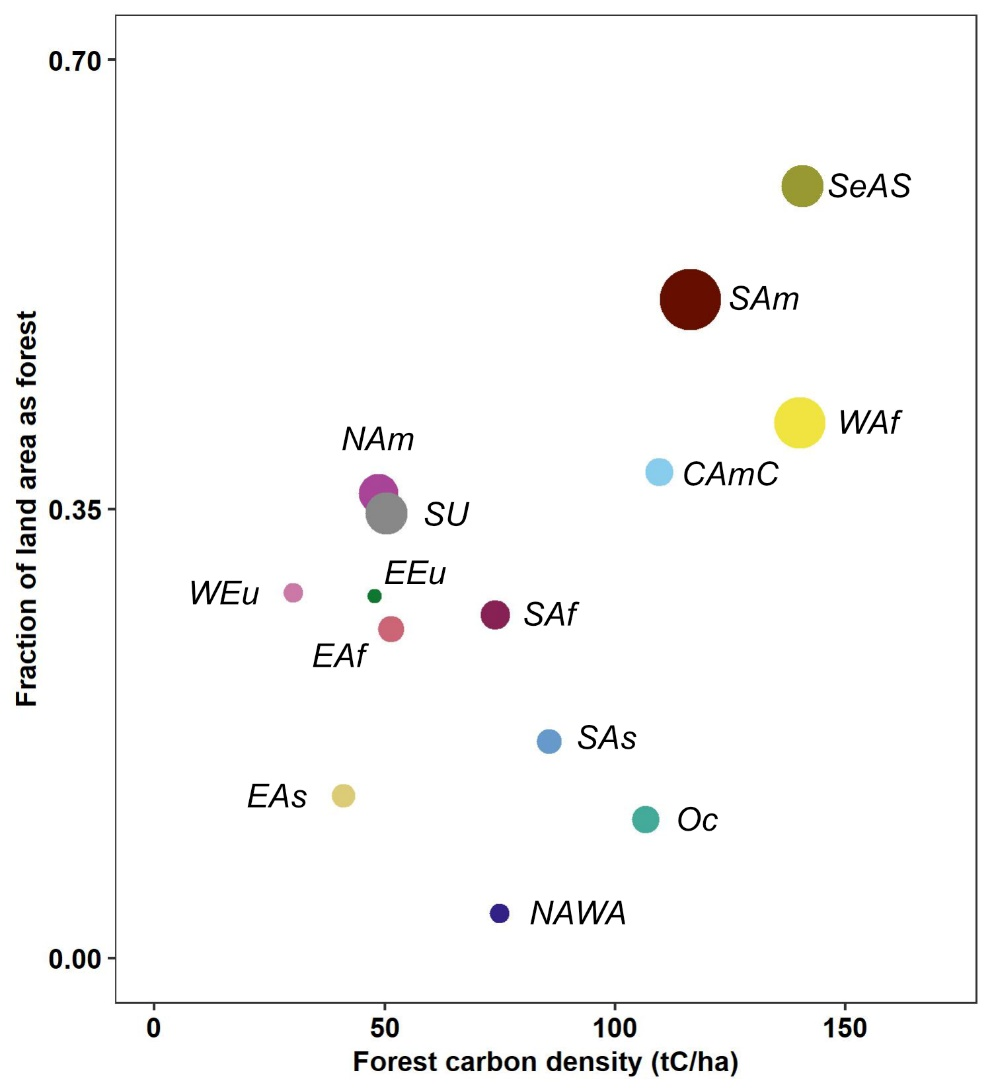 0.70
SeAS
SAm
WAf
NAm
CAmC
0.35
SU
EEu
WEu
SAf
EAf
SAs
EAs
Oc
NAWA
0.00
0
50
100
150
Forest carbon density (tC/ha)
Fraction of land area as forest